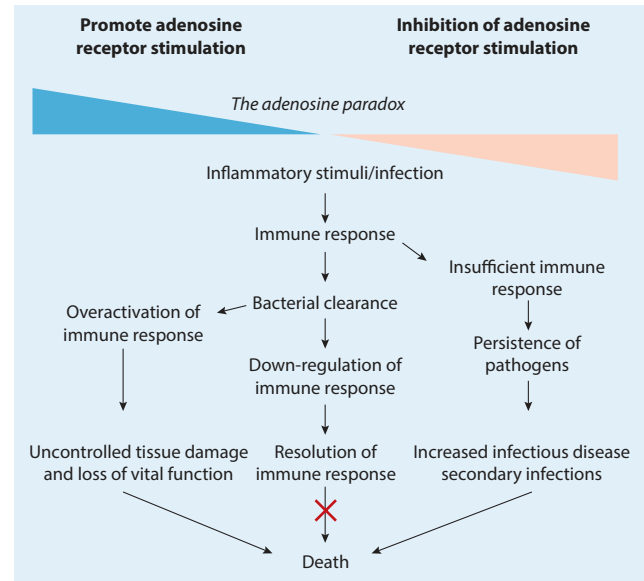 Promote adenosine
receptor stimulation
Inhibition of adenosine
receptor stimulation
The adenosine paradox
Inflammatory stimuli/infection
Immune response
Insufficient immune
response
Bacterial clearance
Overactivation of
immune response
Persistence of
pathogens
Down-regulation of
immune response
Uncontrolled tissue damage
and loss of vital function
Resolution of
immune response
Increased infectious disease
secondary infections
Death